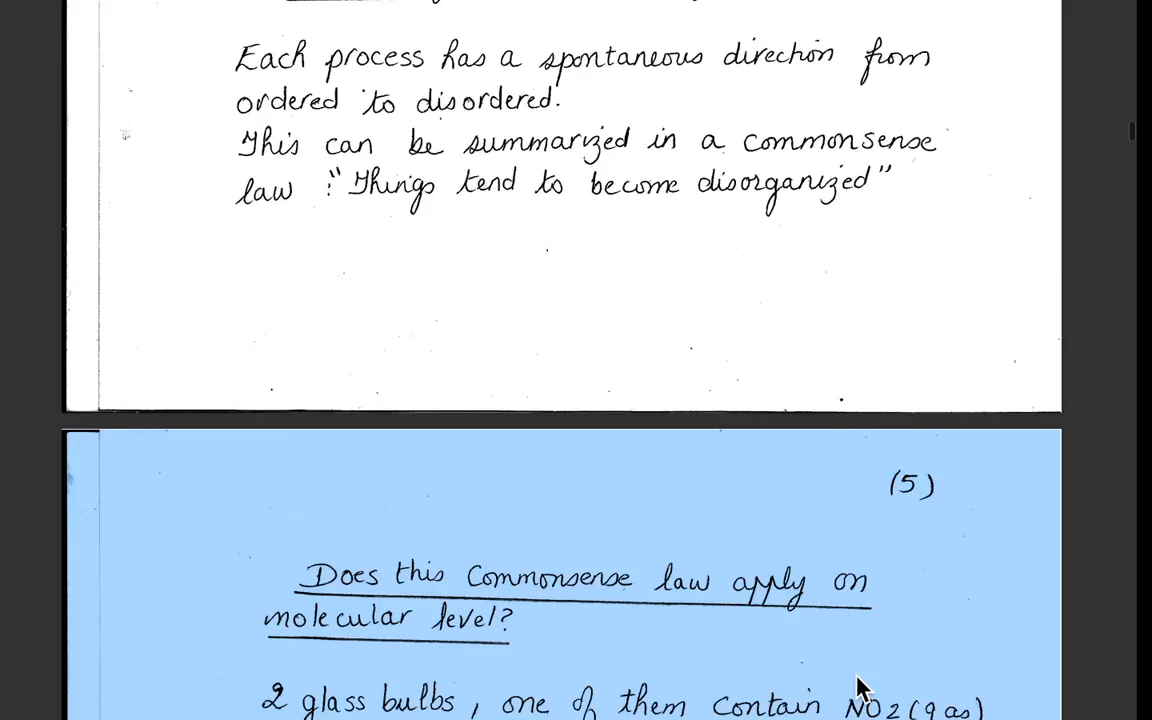 Each process has a spontaneous direction from
ordered to disordered.
This can be summarized in a commonsense
law : "Things tend to become disorganized"
(5)
Does this Commonsense law apply on
molecular level?
2 glass bulbs, one of them contain NO2(gas)